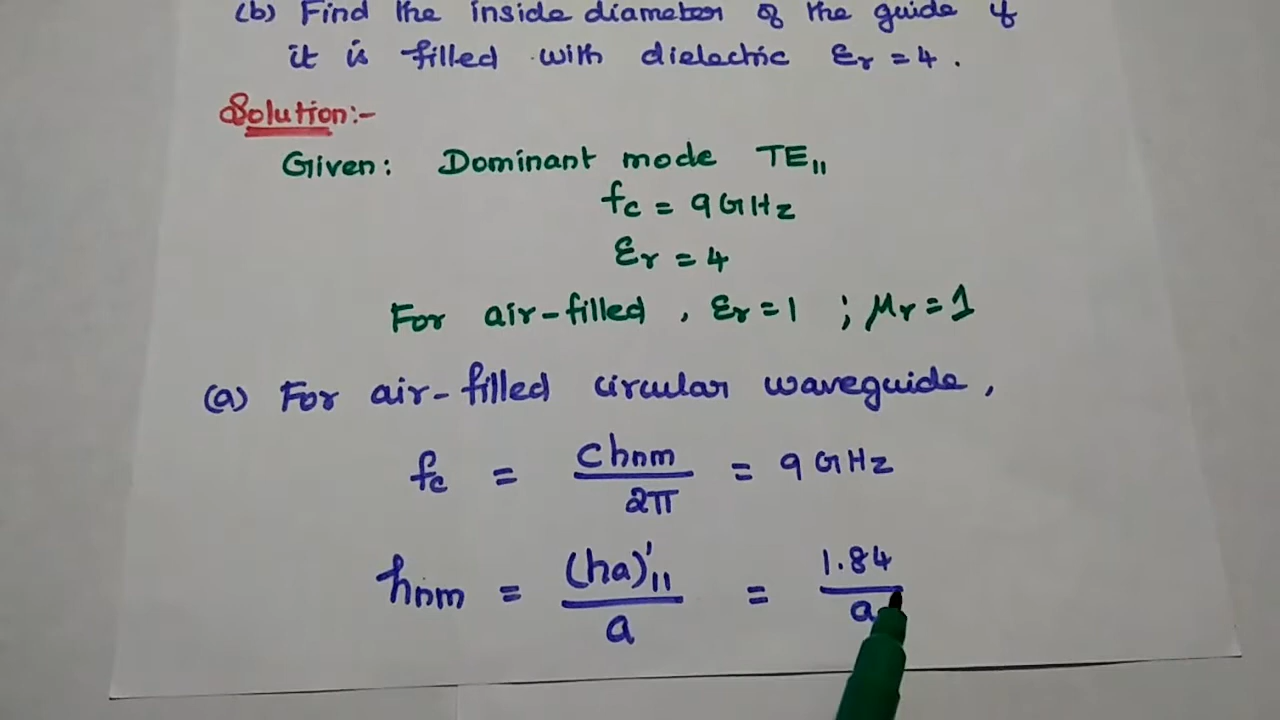 (b) Find the inside diameter of the guide if
it is filled with dielectric εr = 4 .
Solution:-
Given: Dominant mode TE₁₁
fc = 9 GHz
εr = 4
For air-filled , εr = 1 ; μr = 1
(a) For air-filled circular waveguide ,
fc = c hnm / 2π = 9 GHz
hnm = (ha)'₁₁ / a = 1.84 / a